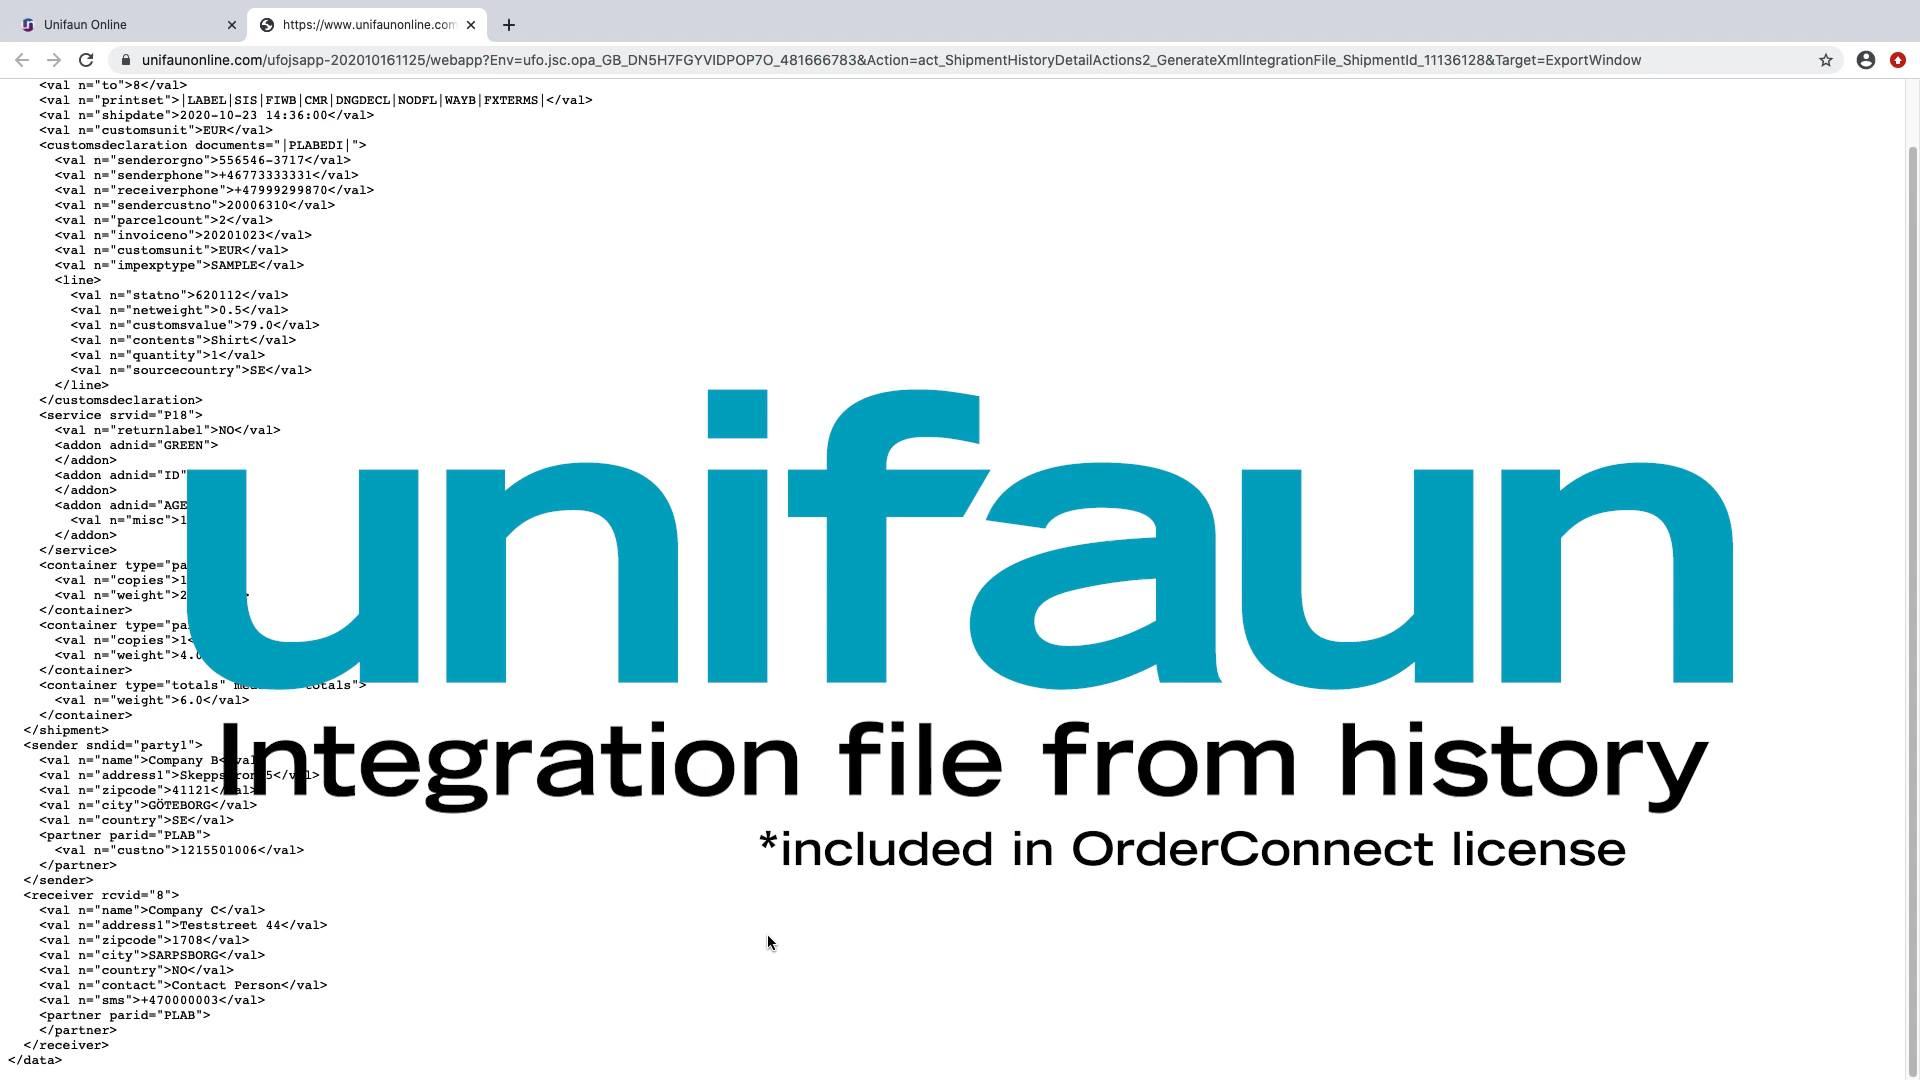 Unifaun Online
https://www.unifaunonline.com
unifaunonline.com/ufojsapp-202010161125/webapp?Env=ufo.jsc.opa_GB_DN5H7FGYVIDPOP7O_481666783&Action=act_ShipmentHistoryDetailActions2_GenerateXmlIntegrationFile_ShipmentId_11136128&Target=ExportWindow
<val n="to">8</val>
<val n="printset">|LABEL|SIS|FIWB|CMR|DNGDECL|NODFL|WAYB|FXTERMS|</val>
<val n="shipdate">2020-10-23 14:36:00</val>
<val n="customsunit">EUR</val>
<customsdeclaration documents="|PLABEDI|">
<val n="senderorgno">556546-3717</val>
<val n="senderphone">+46773333331</val>
<val n="receiverphone">+47999299870</val>
<val n="sendercustno">20006310</val>
<val n="parcelcount">2</val>
<val n="invoiceno">20201023</val>
<val n="customsunit">EUR</val>
<val n="impexptype">SAMPLE</val>
<line>
<val n="statno">620112</val>
<val n="netweight">0.5</val>
<val n="customsvalue">79.0</val>
<val n="contents">Shirt</val>
<val n="quantity">1</val>
<val n="sourcecountry">SE</val>
</line>
</customsdeclaration>
<service srvid="P18">
<val n="returnlabel">NO</val>
<addon adnid="GREEN">
</addon>
<addon adnid="ID"
</addon>
<addon adnid="AGE
<val n="misc">1
</addon>
</service>
<container type="pa
<val n="copies">1
<val n="weight">2
</container>
<container type="pa
<val n="copies">1<
<val n="weight">4.0
</container>
<container type="totals" totals">
<val n="weight">6.0</val>
</container>
</shipment>
<sender sndid="party1">
<val n="name">Company B</val>
<val n="address1">5</val>
<val n="zipcode">41121</val>
<val n="city">GÖTEBORG</val>
<val n="country">SE</val>
<partner parid="PLAB">
<val n="custno">1215501006</val>
</partner>
</sender>
<receiver rcvid="8">
<val n="name">Company C</val>
<val n="address1">Teststreet 44</val>
<val n="zipcode">1708</val>
<val n="city">SARPSBORG</val>
<val n="country">NO</val>
<val n="contact">Contact Person</val>
<val n="sms">+470000003</val>
<partner parid="PLAB">
</partner>
</receiver>
</data>
unifaun
Integration file from history
*included in OrderConnect license